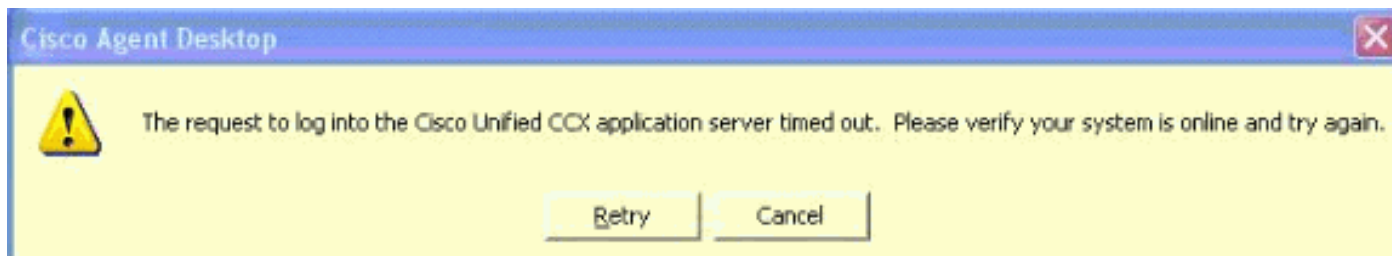 Cisco Agent Desktop
The request to log into the Cisco Unified CCX application server timed out. Please verify your system is online and try again.
Retry
Cancel